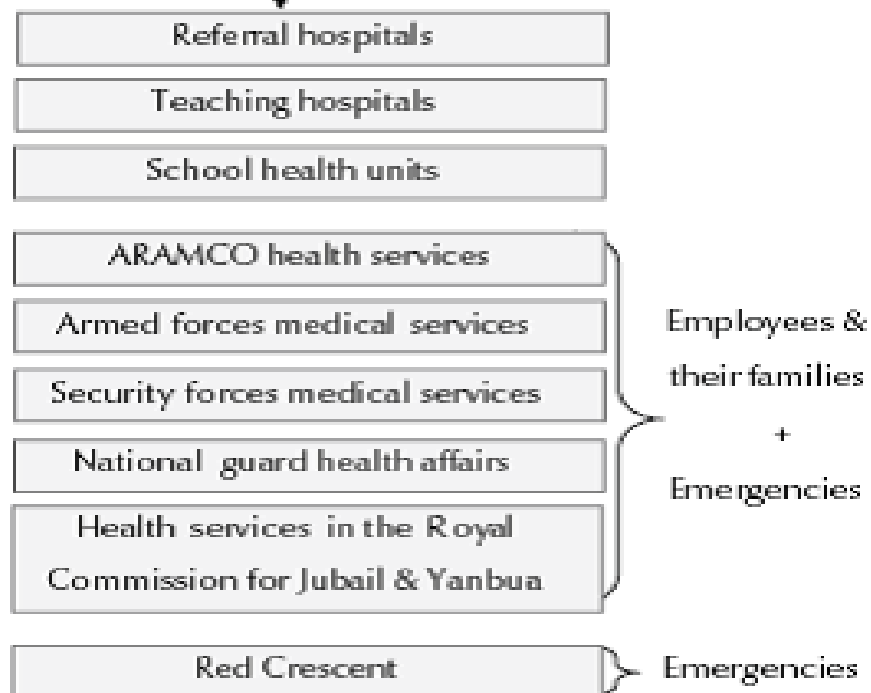 Referral hospitals
Teaching hospitals
School health units
ARAMCO health services
Armed forces medical services
Security forces medical services
National guard health affairs
Health services in the Royal
Commission for Jubail & Yanbua
Employees &
their families
+
Emergencies
Red Crescent
Emergencies